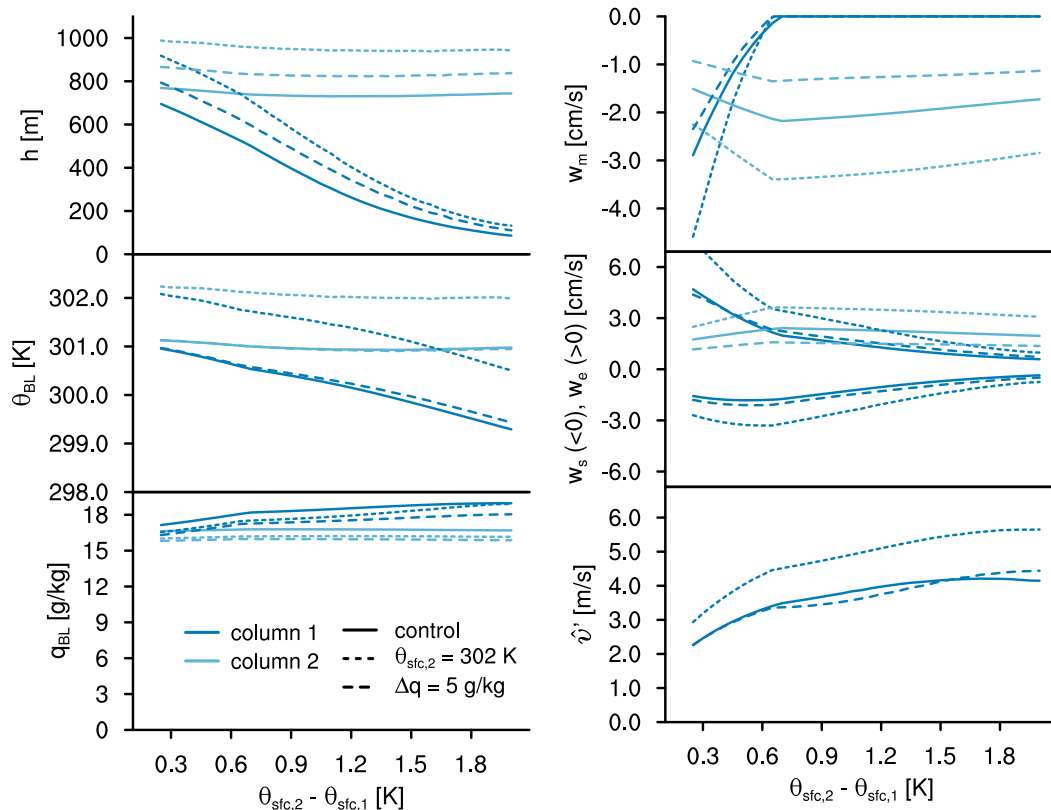 1000
800
600
400
200
0
h [m]
302.0
301.0
300.0
299.0
298.0
θBL [K]
18
15
12
9
6
3
0
qBL [g/kg]
column 1
column 2
control
θsfc,2 = 302 K
Δq = 5 g/kg
0.3 0.6 0.9 1.2 1.5 1.8
θsfc,2 - θsfc,1 [K]
0.0
-1.0
-2.0
-3.0
-4.0
w_m [cm/s]
6.0
3.0
0.0
-3.0
-6.0
w_s (<0), w_e (>0) [cm/s]
6.0
5.0
4.0
3.0
2.0
1.0
0.0
v̂' [m/s]
0.3 0.6 0.9 1.2 1.5 1.8
θsfc,2 - θsfc,1 [K]